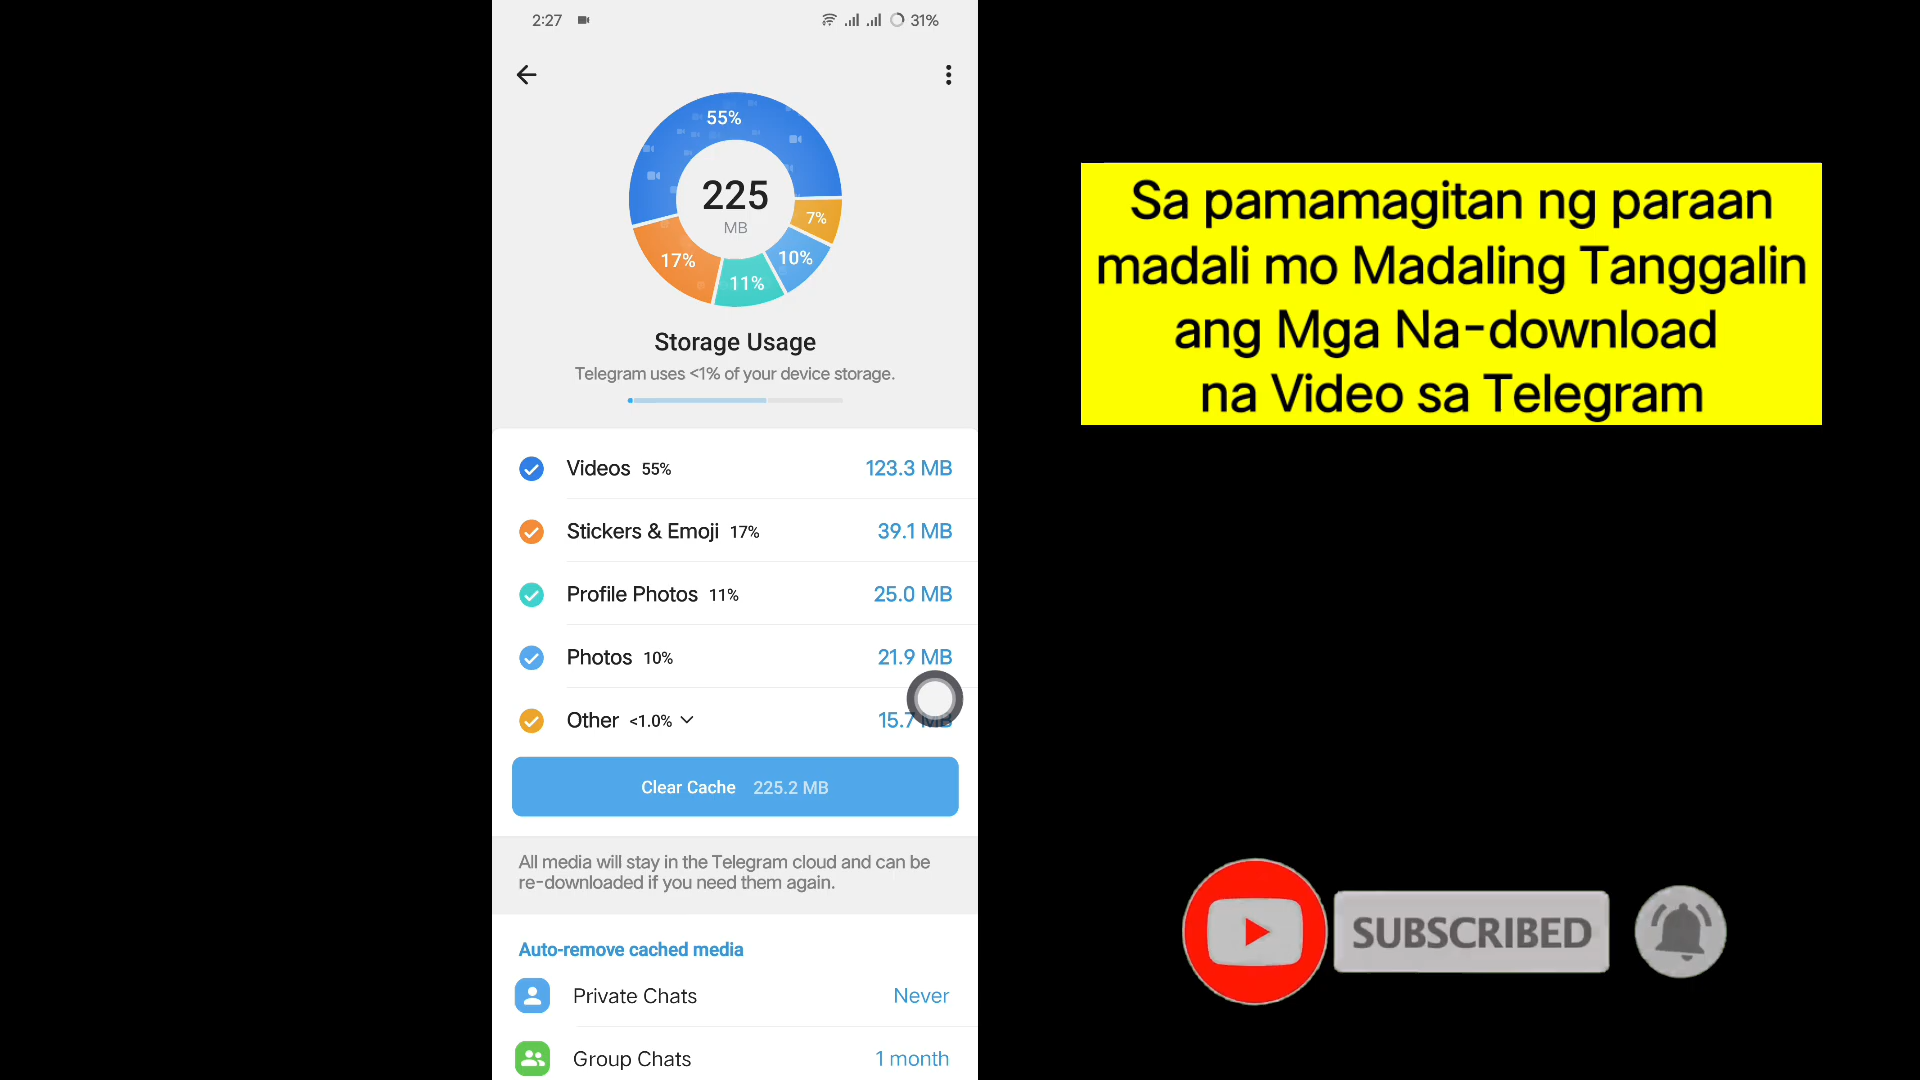 2:27
31%
55%
225
MB
7%
17%
10%
11%
Storage Usage
Telegram uses <1% of your device storage.
Videos 55% 123.3 MB
Stickers & Emoji 17% 39.1 MB
Profile Photos 11% 25.0 MB
Photos 10% 21.9 MB
Other <1.0% 15.7 MB
Clear Cache 225.2 MB
All media will stay in the Telegram cloud and can be
re-downloaded if you need them again.
Auto-remove cached media
Private Chats Never
Group Chats 1 month
Sa pamamagitan ng paraan
madali mo Madaling Tanggalin
ang Mga Na-download
na Video sa Telegram
SUBSCRIBED